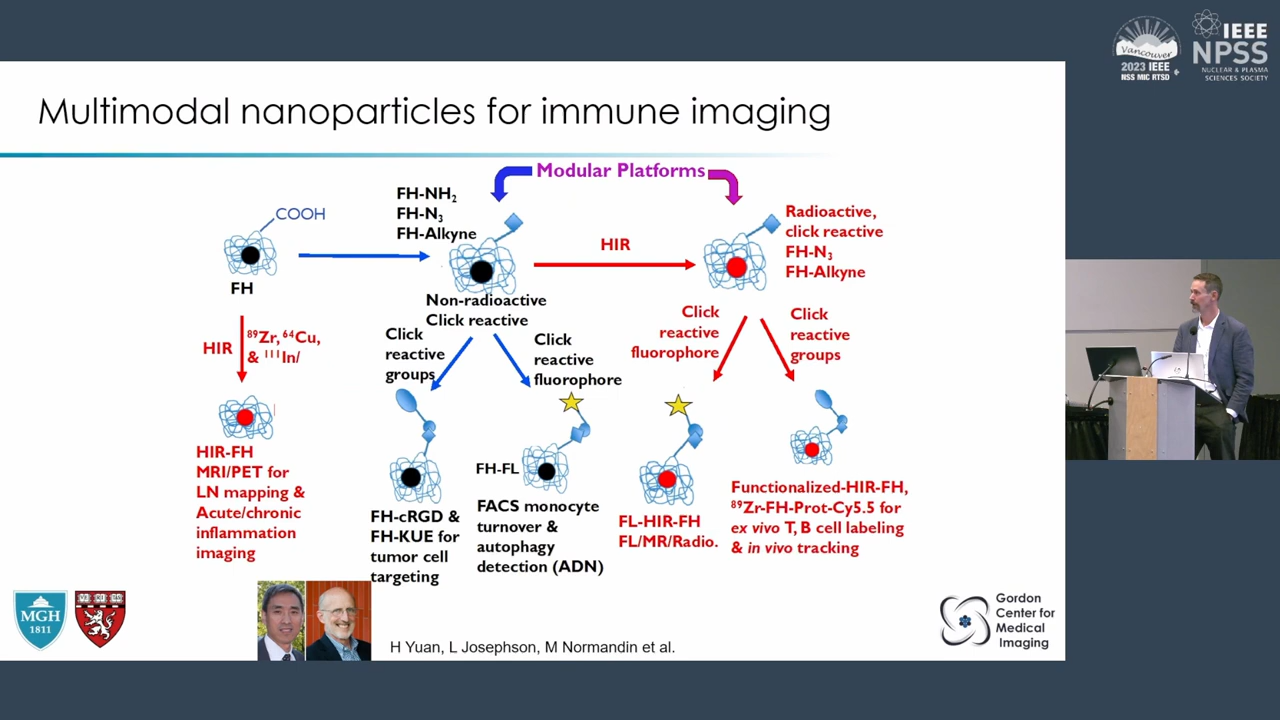 Vancouver
2023 IEEE
NSS MIC RTSD
IEEE
NPSS
NUCLEAR & PLASMA
SCIENCES SOCIETY
Multimodal nanoparticles for immune imaging
Modular Platforms
COOH
FH
FH-NH₂
FH-N₃
FH-Alkyne
Non-radioactive
Click reactive
HIR
Radioactive,
click reactive
FH-N₃
FH-Alkyne
HIR
⁸⁹Zr, ⁶⁴Cu,
& ¹¹¹In/
Click
reactive
groups
Click
reactive
fluorophore
Click
reactive
fluorophore
Click
reactive
groups
HIR-FH
MRI/PET for
LN mapping &
Acute/chronic
inflammation
imaging
FH-cRGD &
FH-KUE for
tumor cell
targeting
FH-FL
FACS monocyte
turnover &
autophagy
detection (ADN)
FL-HIR-FH
FL/MR/Radio.
Functionalized-HIR-FH,
⁸⁹Zr-FH-Prot-Cy5.5 for
ex vivo T, B cell labeling
& in vivo tracking
MGH
1811
H Yuan, L Josephson, M Normandin et al.
Gordon
Center for
Medical
Imaging